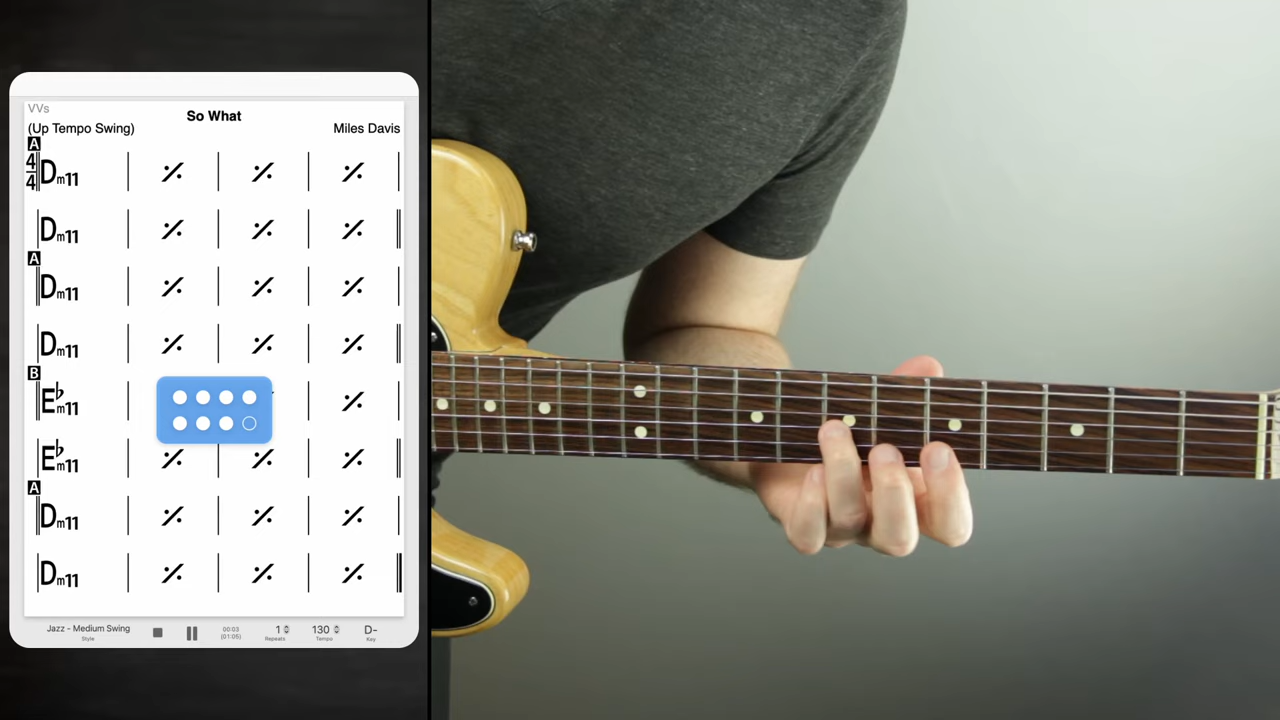 VVs
So What
(Up Tempo Swing) Miles Davis
A
4/4 Dm11
Dm11
A
Dm11
Dm11
B
E♭m11
E♭m11
A
Dm11
Dm11
Jazz - Medium Swing 00:03 1 130 D-
Style (01:05) Repeats Tempo Key